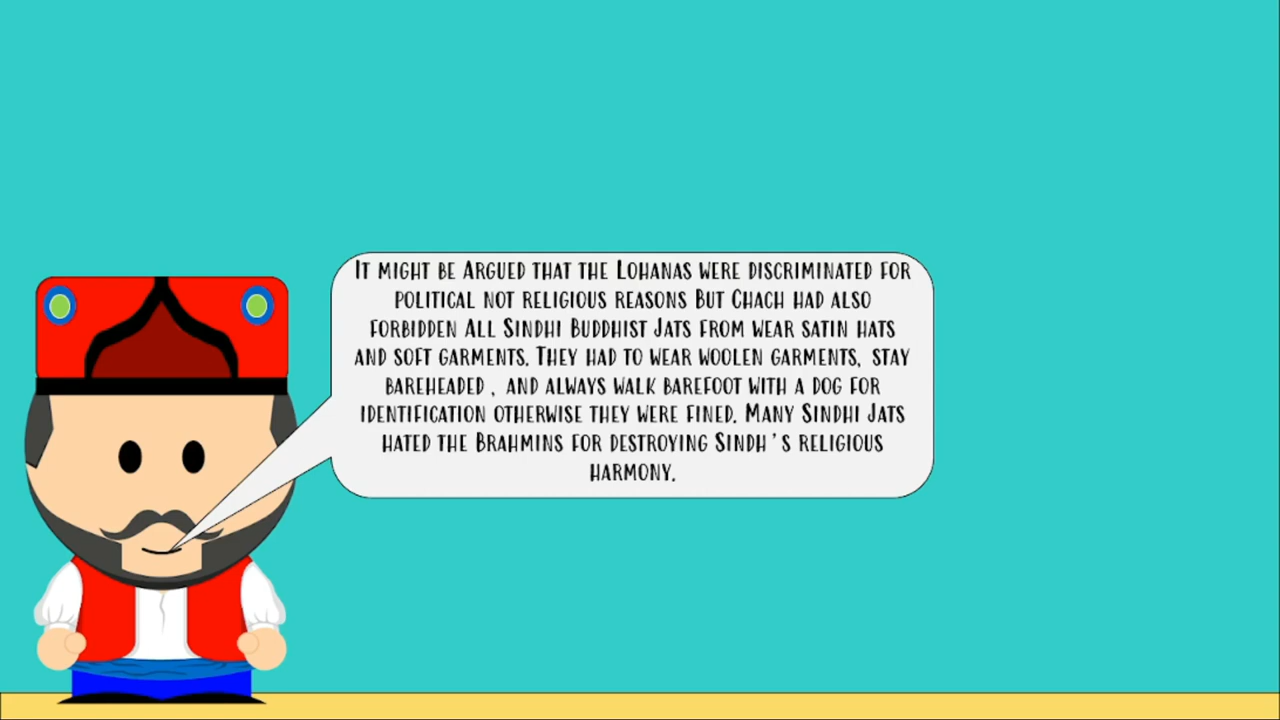 It might be Argued that the Lohanas were discriminated for
political not religious reasons But Chach had also
forbidden All Sindhi Buddhist Jats from wear satin hats
and soft garments. They had to wear woolen garments, stay
bareheaded , and always walk barefoot with a dog for
identification otherwise they were fined. Many Sindhi Jats
hated the Brahmins for destroying Sindh ' s religious
harmony.